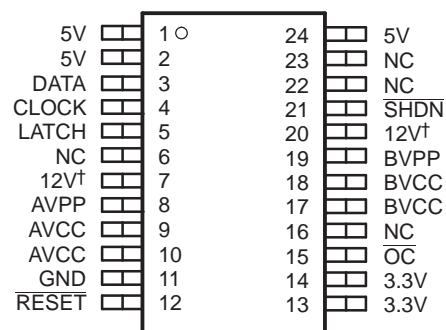 5V 1 24 5V
5V 2 23 NC
DATA 3 22 NC
CLOCK 4 21 SHDN
LATCH 5 20 12V†
NC 6 19 BVPP
12V† 7 18 BVCC
AVPP 8 17 BVCC
AVCC 9 16 NC
AVCC 10 15 OC
GND 11 14 3.3V
RESET 12 13 3.3V